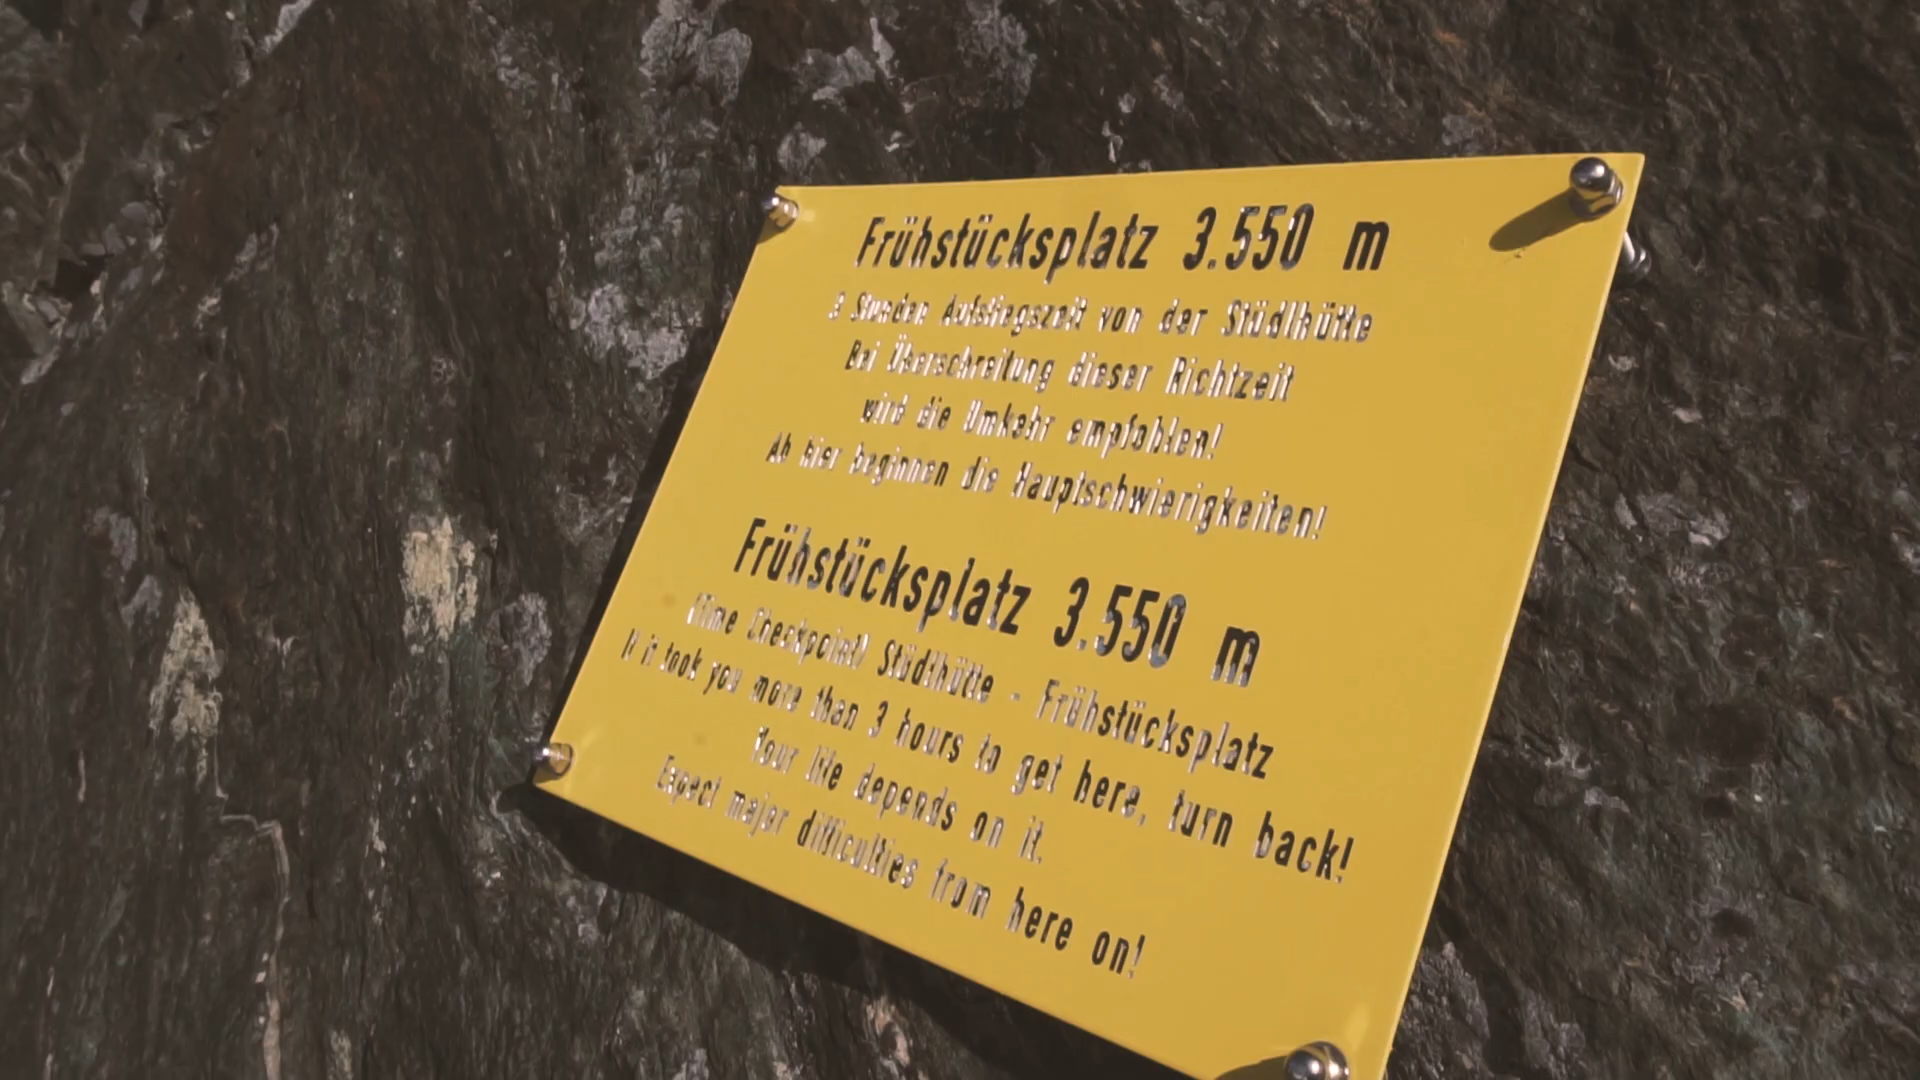 Frühstücksplatz 3.550 m
3 Stunden Aufstiegszeit von der Stüdlhütte
Bei Überschreitung dieser Richtzeit
wird die Umkehr empfohlen!
Ab hier beginnen die Hauptschwierigkeiten!
Frühstücksplatz 3.550 m
(Time Checkpoint) Stüdlhütte - Frühstücksplatz
If it took you more than 3 hours to get here, turn back!
Your life depends on it.
Expect major difficulties from here on!